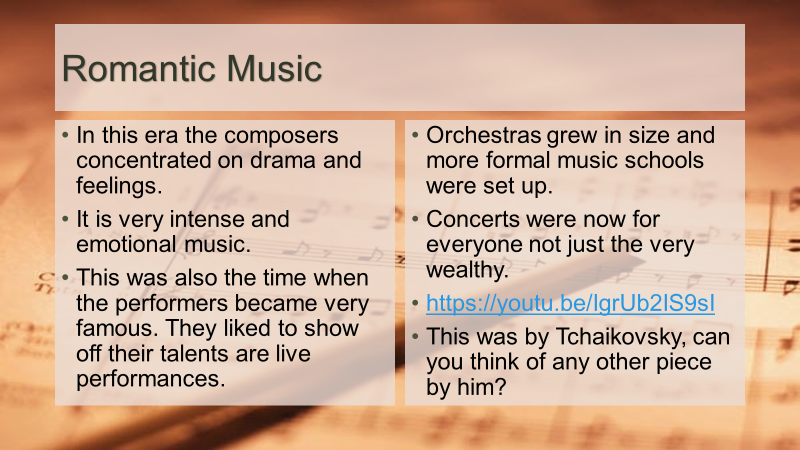 Romantic Music
• In this era the composers
concentrated on drama and
feelings.
• It is very intense and
emotional music.
• This was also the time when
the performers became very
famous. They liked to show
off their talents are live
performances.
• Orchestras grew in size and
more formal music schools
were set up.
• Concerts were now for
everyone not just the very
wealthy.
• https://youtu.be/IgrUb2IS9sI
• This was by Tchaikovsky, can
you think of any other piece
by him?